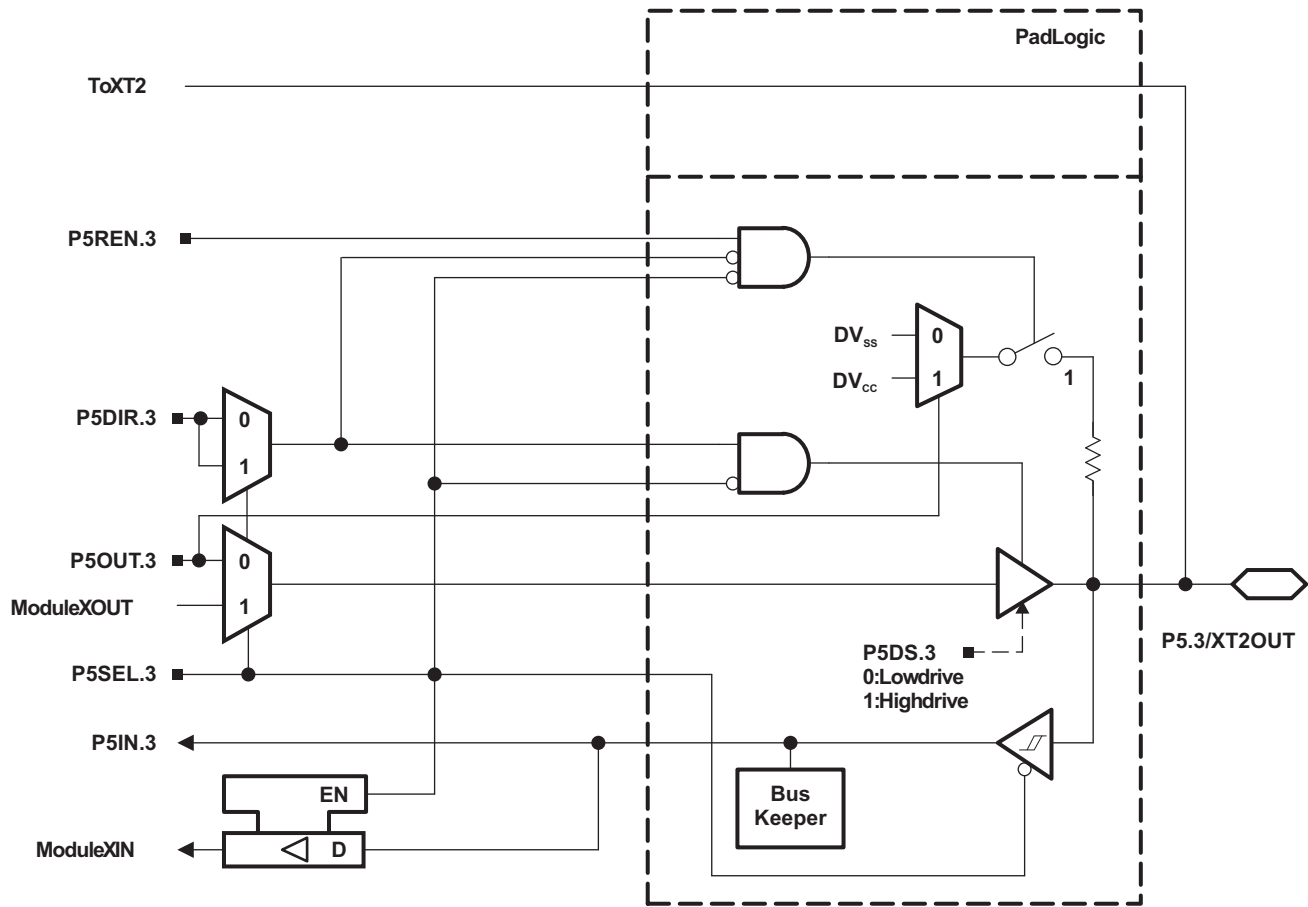 PadLogic
ToXT2
P5REN.3
DVSS
0
DVCC
1
1
P5DIR.3
0
1
P5OUT.3
0
ModuleXOUT
1
P5.3/XT2OUT
P5DS.3
0:Lowdrive
1:Highdrive
P5SEL.3
P5IN.3
EN
Bus
Keeper
ModuleXIN
D